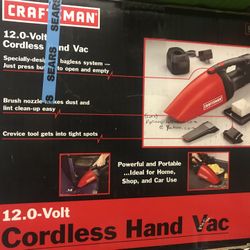 CRAFTSMAN
12.0-Volt
Cordless Hand Vac
SEARS SEARS
Specially-designed bagless system —
Just press button to open and empty
Brush nozzle makes dust and
lint clean-up easy
Crevice tool gets into tight spots
CRAFTSMAN
Powerful and Portable
...Ideal for Home,
Shop, and Car Use
12.0-Volt
Cordless Hand Vac